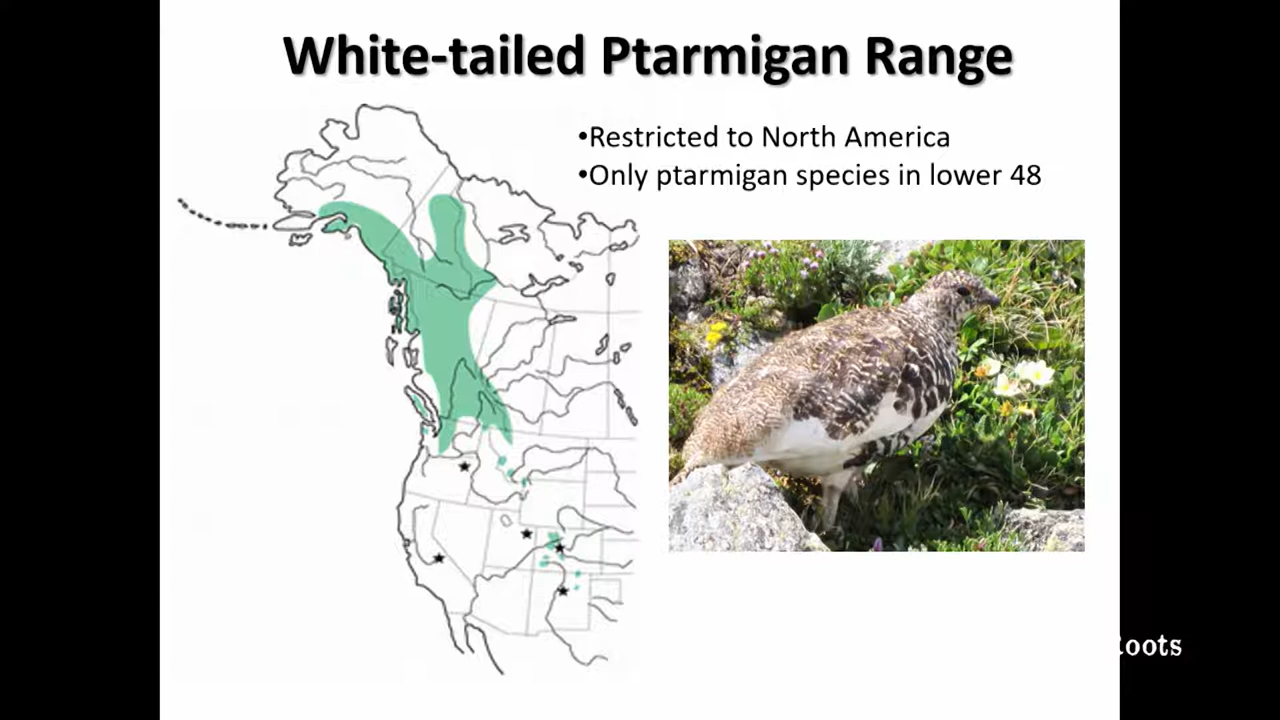 White-tailed Ptarmigan Range
•Restricted to North America
•Only ptarmigan species in lower 48